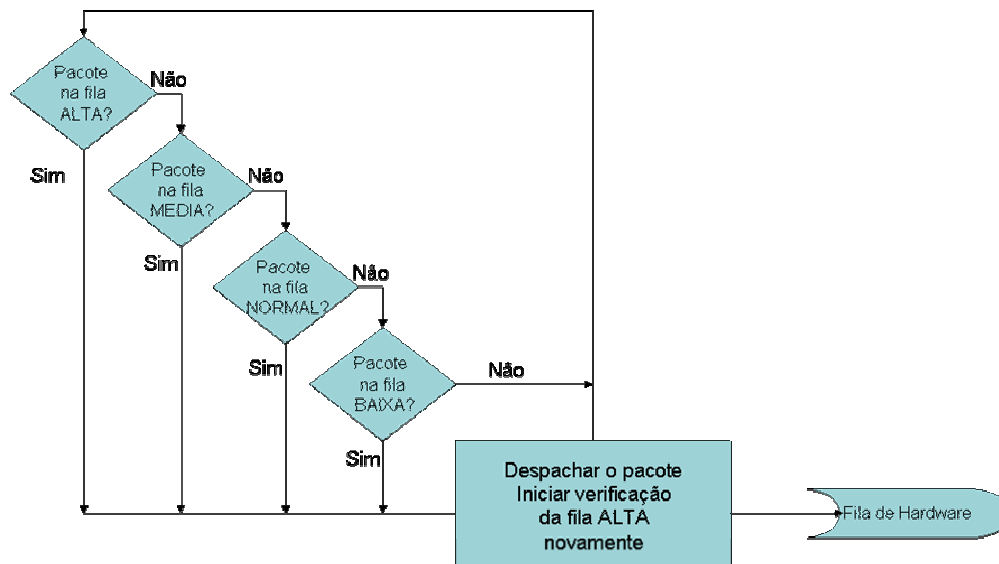 Pacote
na fila
ALTA?
Não
Sim
Pacote
na fila
MEDIA?
Não
Sim
Pacote
na fila
NORMAL?
Não
Sim
Pacote
na fila
BAIXA?
Não
Sim
Despachar o pacote
Iniciar verificação
da fila ALTA
novamente
Fila de Hardware